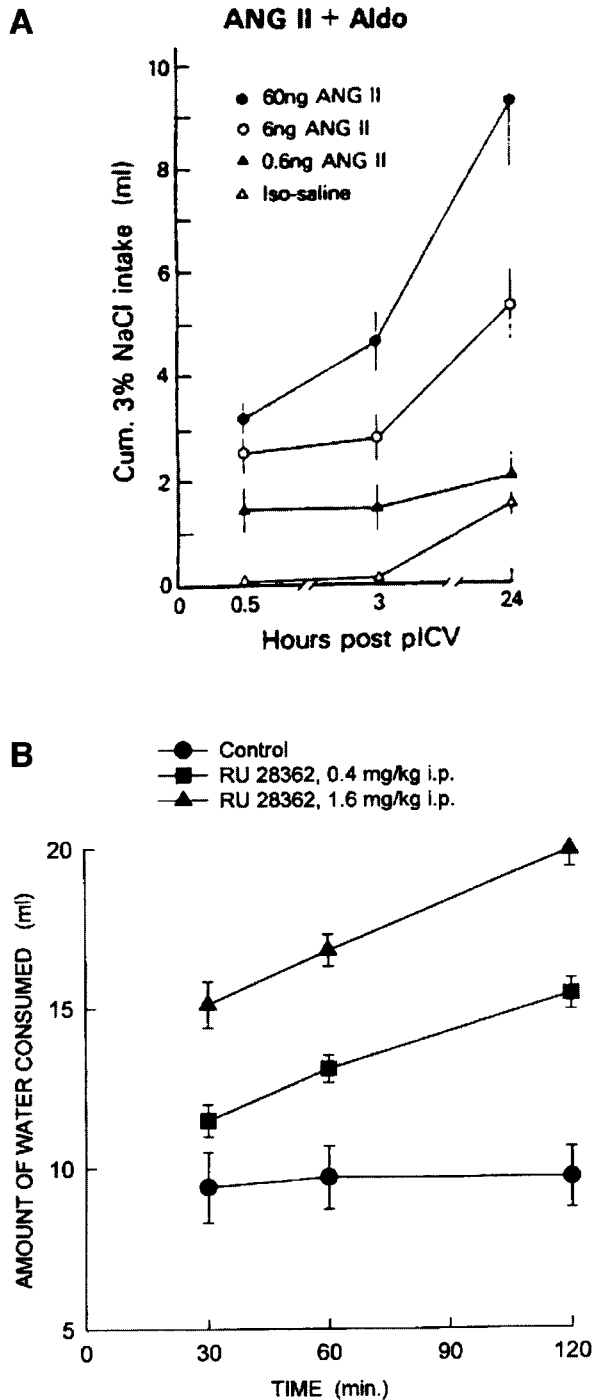 A
ANG II + Aldo
10
8
6
4
2
0
Cum. 3% NaCl intake (ml)
60ng ANG II
6ng ANG II
0.6ng ANG II
Iso-saline
0
0.5
3
24
Hours post pICV
B
Control
RU 28362, 0.4 mg/kg i.p.
RU 28362, 1.6 mg/kg i.p.
20
15
10
5
AMOUNT OF WATER CONSUMED (ml)
0
30
60
90
120
TIME (min.)